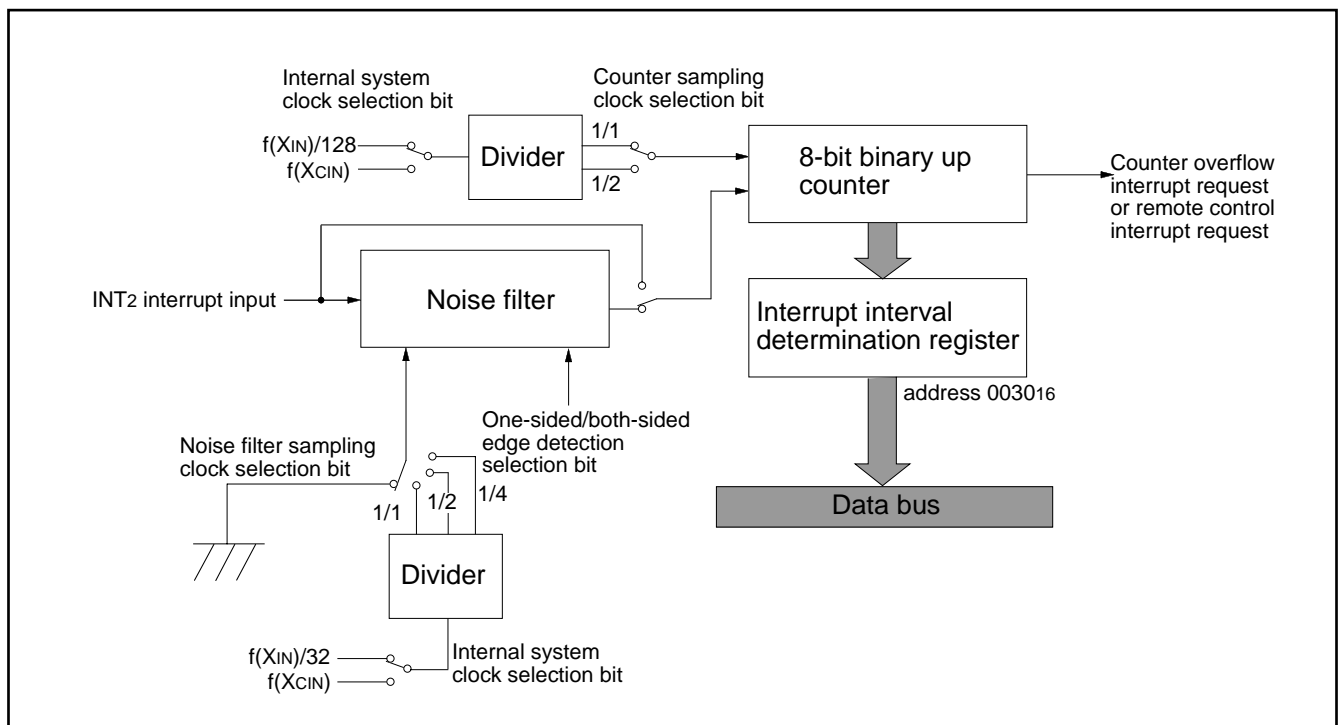 Internal system
clock selection bit
Counter sampling
clock selection bit
f(XIN)/128
f(XCIN)
Divider
1/1
1/2
8-bit binary up
counter
Counter overflow
interrupt request
or remote control
interrupt request
INT2 interrupt input
Noise filter
Interrupt interval
determination register
address 003016
One-sided/both-sided
edge detection
selection bit
Noise filter sampling
clock selection bit
1/1
1/2
1/4
Data bus
Divider
f(XIN)/32
f(XCIN)
Internal system
clock selection bit